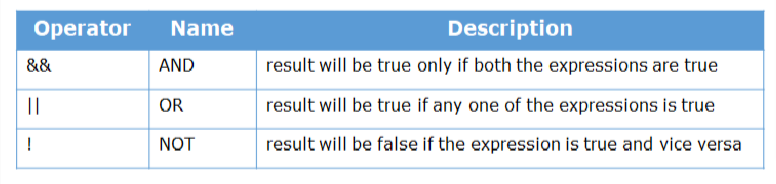 Operator Name Description
&& AND result will be true only if both the expressions are true
|| OR result will be true if any one of the expressions is true
! NOT result will be false if the expression is true and vice versa